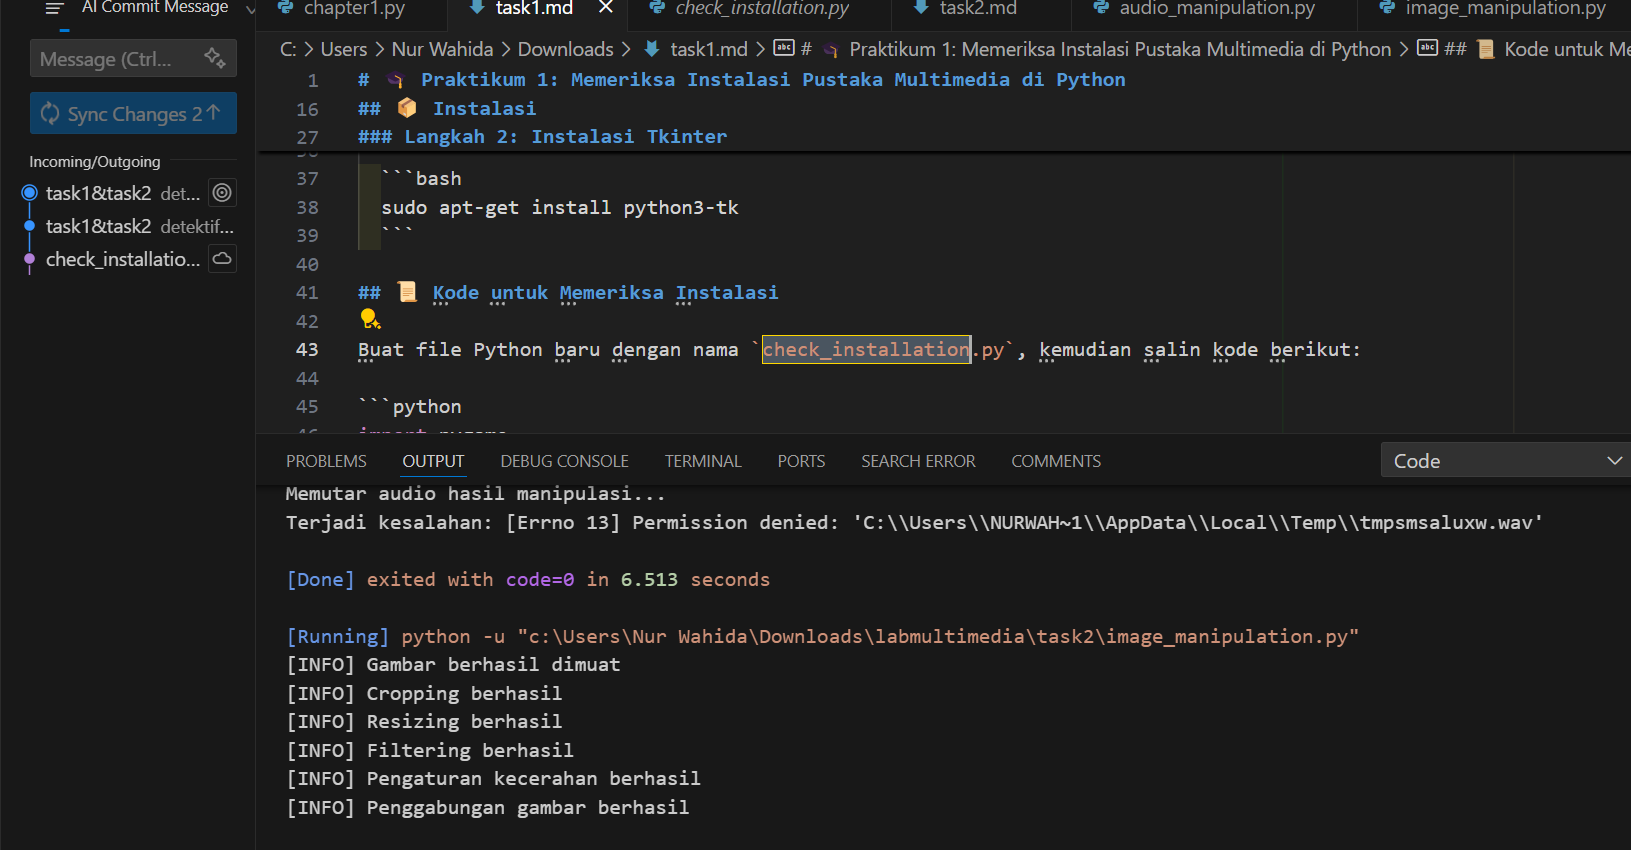 AI Commit Message
Message (Ctrl...
Sync Changes 2↑
Incoming/Outgoing
task1&task2 det...
task1&task2 detektif...
check_installatio...
chapter1.py
task1.md
check_installation.py
task2.md
audio_manipulation.py
image_manipulation.py
C: > Users > Nur Wahida > Downloads > task1.md > abc # Praktikum 1: Memeriksa Instalasi Pustaka Multimedia di Python > abc ## Kode untuk Me
1 # Praktikum 1: Memeriksa Instalasi Pustaka Multimedia di Python
16 ## Instalasi
27 ### Langkah 2: Instalasi Tkinter
37 ```bash
38 sudo apt-get install python3-tk
39 ```
40
41 ## Kode untuk Memeriksa Instalasi
42
43 Buat file Python baru dengan nama `check_installation.py`, kemudian salin kode berikut:
44
45 ```python
46 import pygame
PROBLEMS OUTPUT DEBUG CONSOLE TERMINAL PORTS SEARCH ERROR COMMENTS
Code
Memutar audio hasil manipulasi...
Terjadi kesalahan: [Errno 13] Permission denied: 'C:\\Users\\NURWAH~1\\AppData\\Local\\Temp\\tmpsmsaluxw.wav'
[Done] exited with code=0 in 6.513 seconds
[Running] python -u "c:\Users\Nur Wahida\Downloads\labmultimedia\task2\image_manipulation.py"
[INFO] Gambar berhasil dimuat
[INFO] Cropping berhasil
[INFO] Resizing berhasil
[INFO] Filtering berhasil
[INFO] Pengaturan kecerahan berhasil
[INFO] Penggabungan gambar berhasil